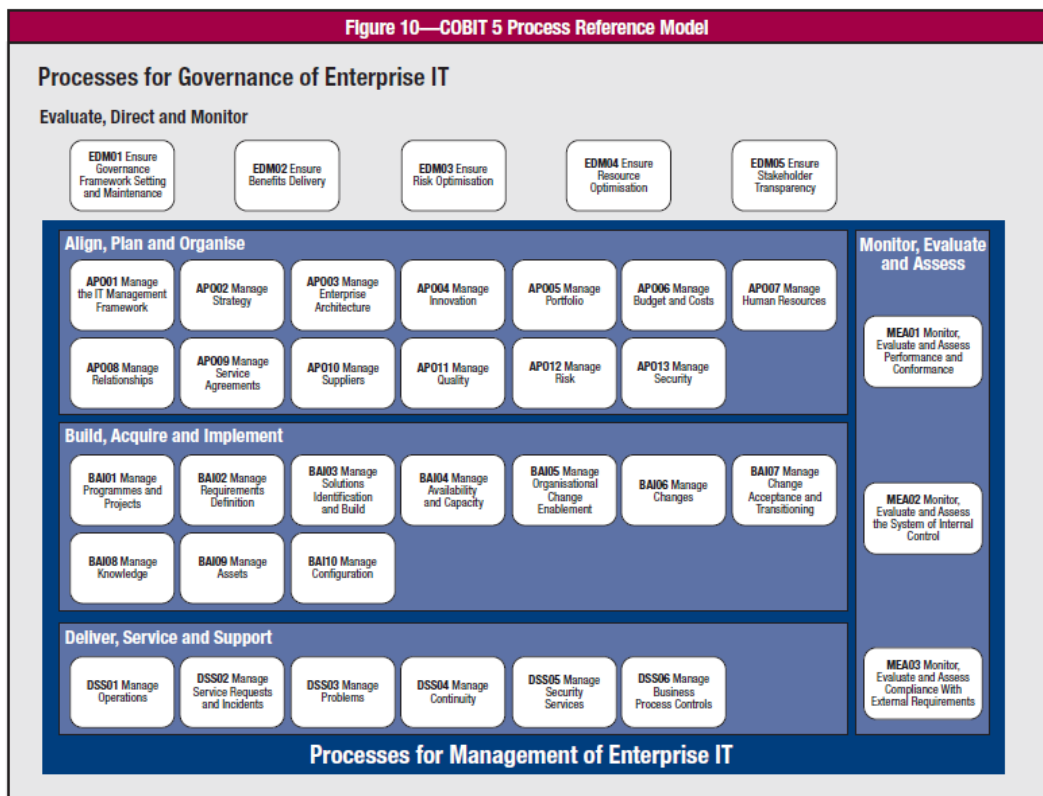 Figure 10—COBIT 5 Process Reference Model
Processes for Governance of Enterprise IT
Evaluate, Direct and Monitor
EDM01 Ensure
Governance
Framework Setting
and Maintenance
EDM02 Ensure
Benefits Delivery
EDM03 Ensure
Risk Optimisation
EDM04 Ensure
Resource
Optimisation
EDM05 Ensure
Stakeholder
Transparency
Align, Plan and Organise
APO01 Manage
the IT Management
Framework
APO02 Manage
Strategy
APO03 Manage
Enterprise
Architecture
APO04 Manage
Innovation
APO05 Manage
Portfolio
APO06 Manage
Budget and Costs
APO07 Manage
Human Resources
APO08 Manage
Relationships
APO09 Manage
Service
Agreements
APO10 Manage
Suppliers
APO11 Manage
Quality
APO12 Manage
Risk
APO13 Manage
Security
Build, Acquire and Implement
BAI01 Manage
Programmes and
Projects
BAI02 Manage
Requirements
Definition
BAI03 Manage
Solutions
Identification
and Build
BAI04 Manage
Availability
and Capacity
BAI05 Manage
Organisational
Change
Enablement
BAI06 Manage
Changes
BAI07 Manage
Change
Acceptance and
Transitioning
BAI08 Manage
Knowledge
BAI09 Manage
Assets
BAI10 Manage
Configuration
Deliver, Service and Support
DSS01 Manage
Operations
DSS02 Manage
Service Requests
and Incidents
DSS03 Manage
Problems
DSS04 Manage
Continuity
DSS05 Manage
Security
Services
DSS06 Manage
Business
Process Controls
Monitor, Evaluate
and Assess
MEA01 Monitor,
Evaluate and Assess
Performance and
Conformance
MEA02 Monitor,
Evaluate and Assess
the System of Internal
Control
MEA03 Monitor,
Evaluate and Assess
Compliance With
External Requirements
Processes for Management of Enterprise IT